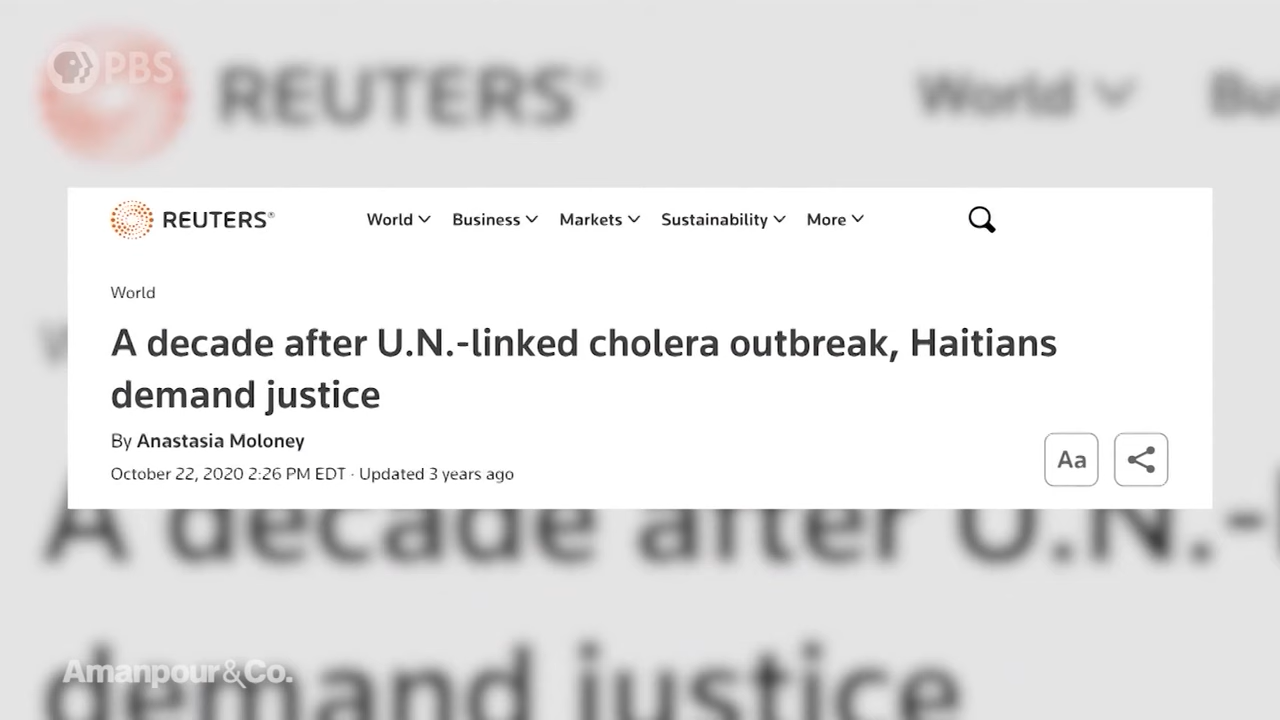 PBS
REUTERS®
World
Bu
REUTERS®
World
Business
Markets
Sustainability
More
World
A decade after U.N.-linked cholera outbreak, Haitians
demand justice
By Anastasia Moloney
Aa
October 22, 2020 2:26 PM EDT · Updated 3 years ago
A decade after U.N.-
demand justice
Amanpour&Co.